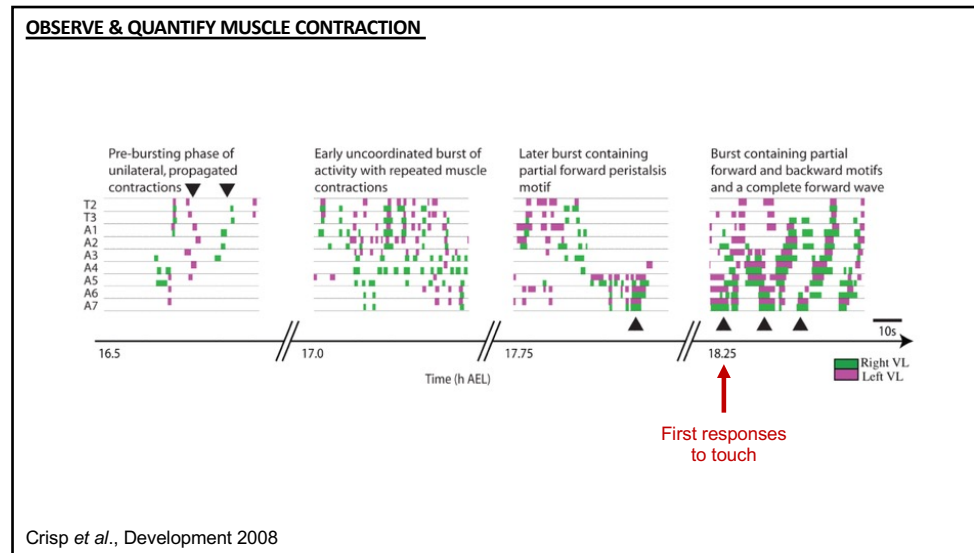 OBSERVE & QUANTIFY MUSCLE CONTRACTION
Pre-bursting phase of
unilateral, propagated
contractions
Early uncoordinated burst of
activity with repeated muscle
contractions
Later burst containing
partial forward peristalsis
motif
Burst containing partial
forward and backward motifs
and a complete forward wave
T2
T3
A1
A2
A3
A4
A5
A6
A7
10s
16.5
17.0
17.75
18.25
Time (h AEL)
Right VL
Left VL
First responses
to touch
Crisp et al., Development 2008